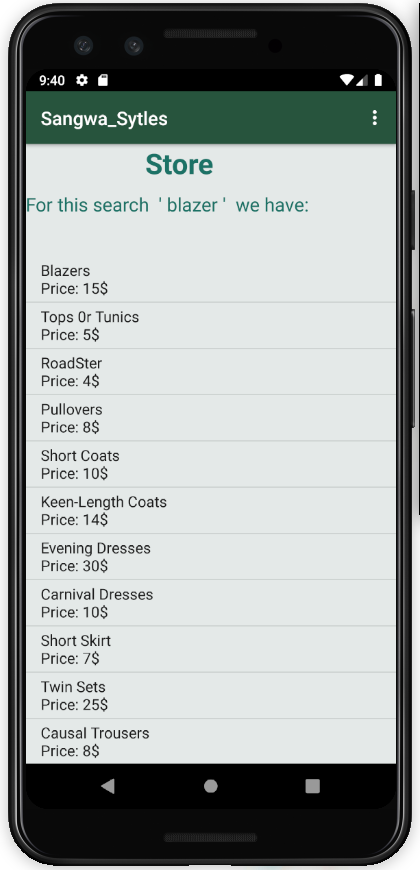 9:40
Sangwa_Sytles
Store
For this search ' blazer ' we have:
Blazers
Price: 15$
Tops 0r Tunics
Price: 5$
RoadSter
Price: 4$
Pullovers
Price: 8$
Short Coats
Price: 10$
Keen-Length Coats
Price: 14$
Evening Dresses
Price: 30$
Carnival Dresses
Price: 10$
Short Skirt
Price: 7$
Twin Sets
Price: 25$
Causal Trousers
Price: 8$